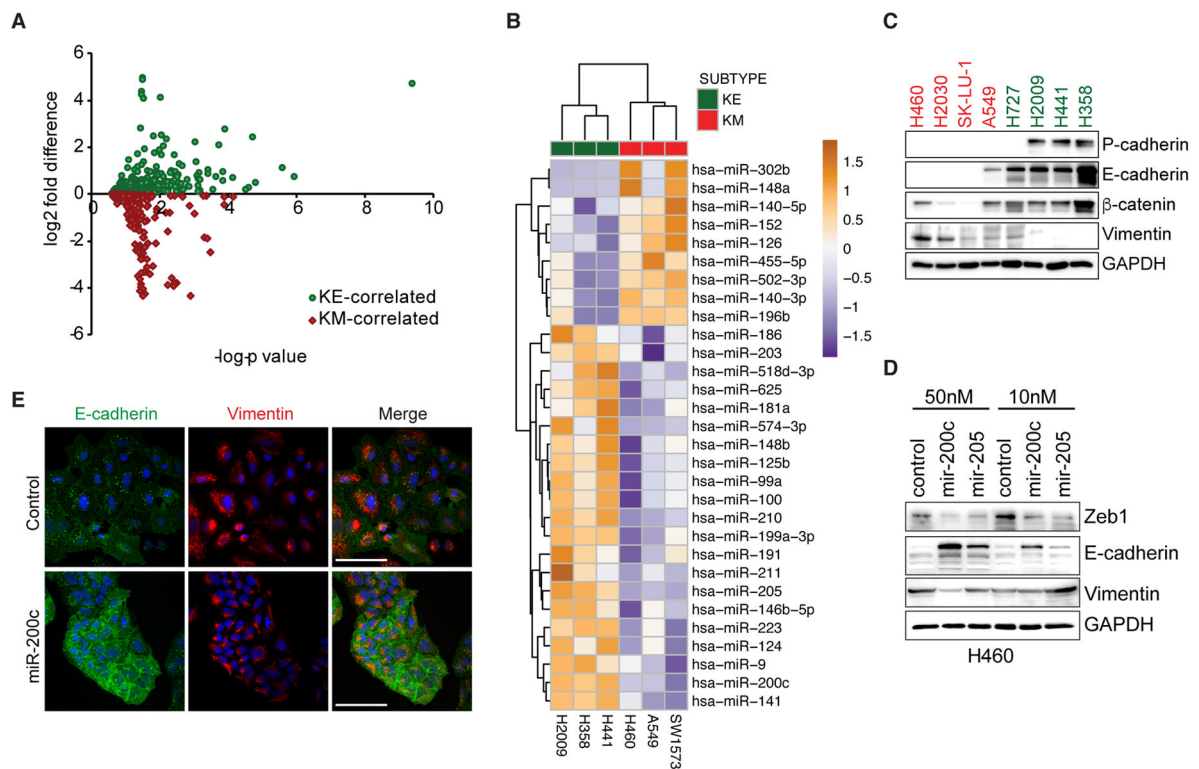 A
6
4
2
0
-2
-4
-6
0
2
4
6
8
10
log2 fold difference
-log-p value
KE-correlated
KM-correlated
B
SUBTYPE
KE
KM
1.5
1
0.5
0
−0.5
−1
−1.5
hsa−miR−302b
hsa−miR−148a
hsa−miR−140−5p
hsa−miR−152
hsa−miR−126
hsa−miR−455−5p
hsa−miR−502−3p
hsa−miR−140−3p
hsa−miR−196b
hsa−miR−186
hsa−miR−203
hsa−miR−518d−3p
hsa−miR−625
hsa−miR−181a
hsa−miR−574−3p
hsa−miR−148b
hsa−miR−125b
hsa−miR−99a
hsa−miR−100
hsa−miR−210
hsa−miR−199a−3p
hsa−miR−191
hsa−miR−211
hsa−miR−205
hsa−miR−146b−5p
hsa−miR−223
hsa−miR−124
hsa−miR−9
hsa−miR−200c
hsa−miR−141
H2009
H358
H441
H460
A549
SW1573
C
H460
H2030
SK-LU-1
A549
H727
H2009
H441
H358
P-cadherin
E-cadherin
β-catenin
Vimentin
GAPDH
D
50nM 10nM
control
mir-200c
mir-205
control
mir-200c
mir-205
Zeb1
E-cadherin
Vimentin
GAPDH
H460
E
E-cadherin Vimentin Merge
Control
miR-200c